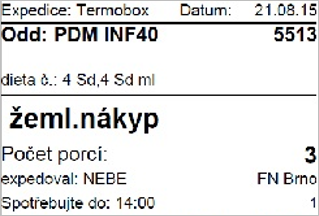 Expedice: Termobox Datum: 21.08.15
Odd: PDM INF40 5513
dieta č.: 4 Sd,4 Sd ml
žeml.nákyp
Počet porcí: 3
expedoval: NEBE FN Brno
Spotřebujte do: 14:00 1